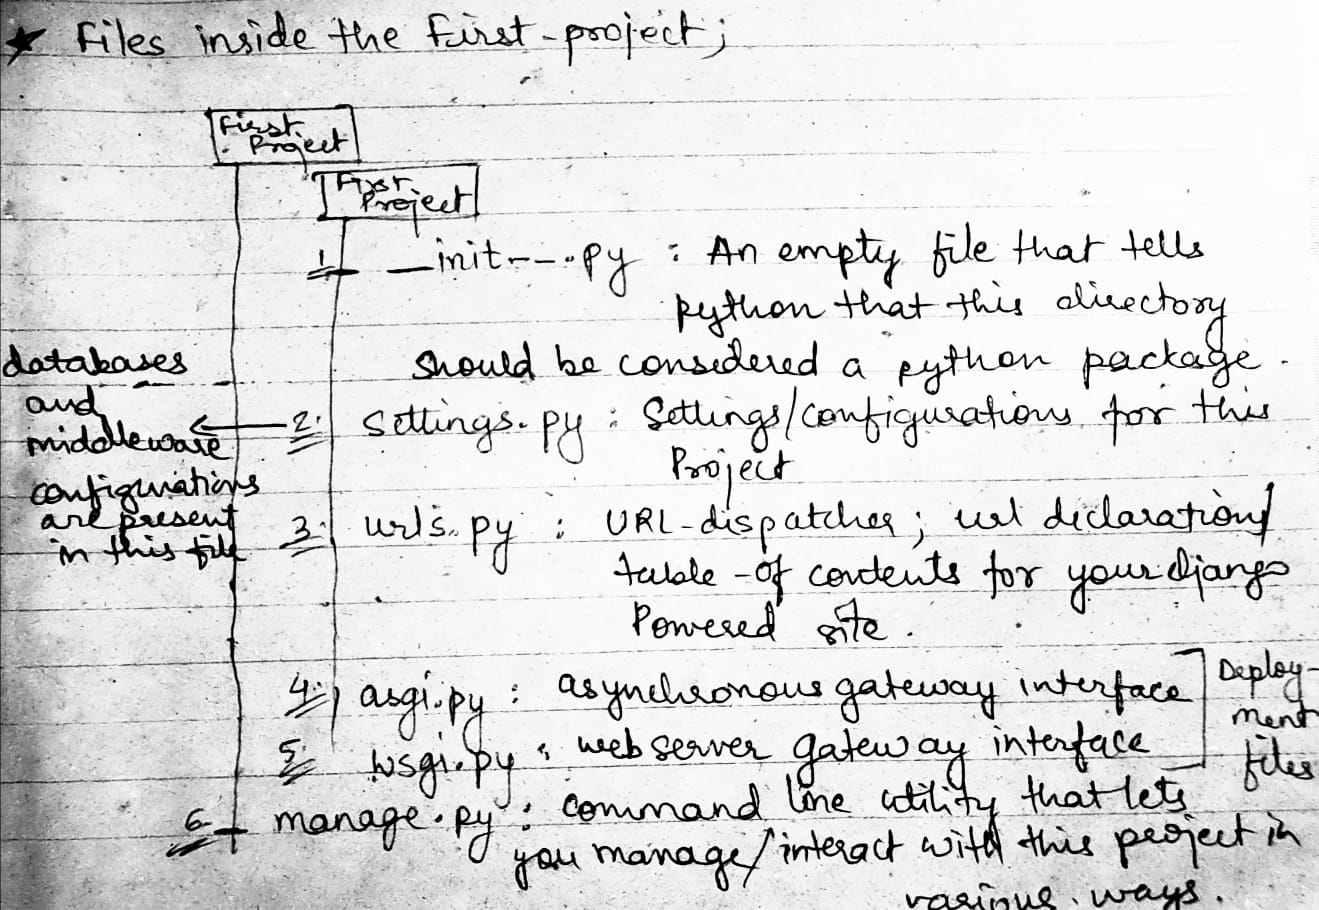 ★ Files inside the First-project;
First.
Project
First.
Project
1. __init__.py : An empty file that tells
python that this directory
should be considered a python package.
databases
and
middleware
configurations
are present
in this file
2. settings.py : Settings/configurations for this
Project
3. urls.py : URL-dispatcher; url declaration/
table-of contents for your django
Powered site.
4. asgi.py : asynchronous gateway interface
5. wsgi.py : web server gateway interface
Deploy-
ment
files
6. manage.py : command line utility that lets
you manage/interact with this project in
various ways.